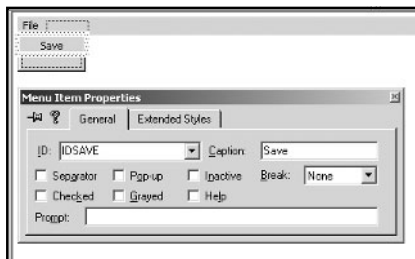 File
Save
Menu Item Properties
? General Extended Styles
ID: IDSAVE Caption: Save
Separator Pop-up Inactive Break: None
Checked Grayed Help
Prompt: